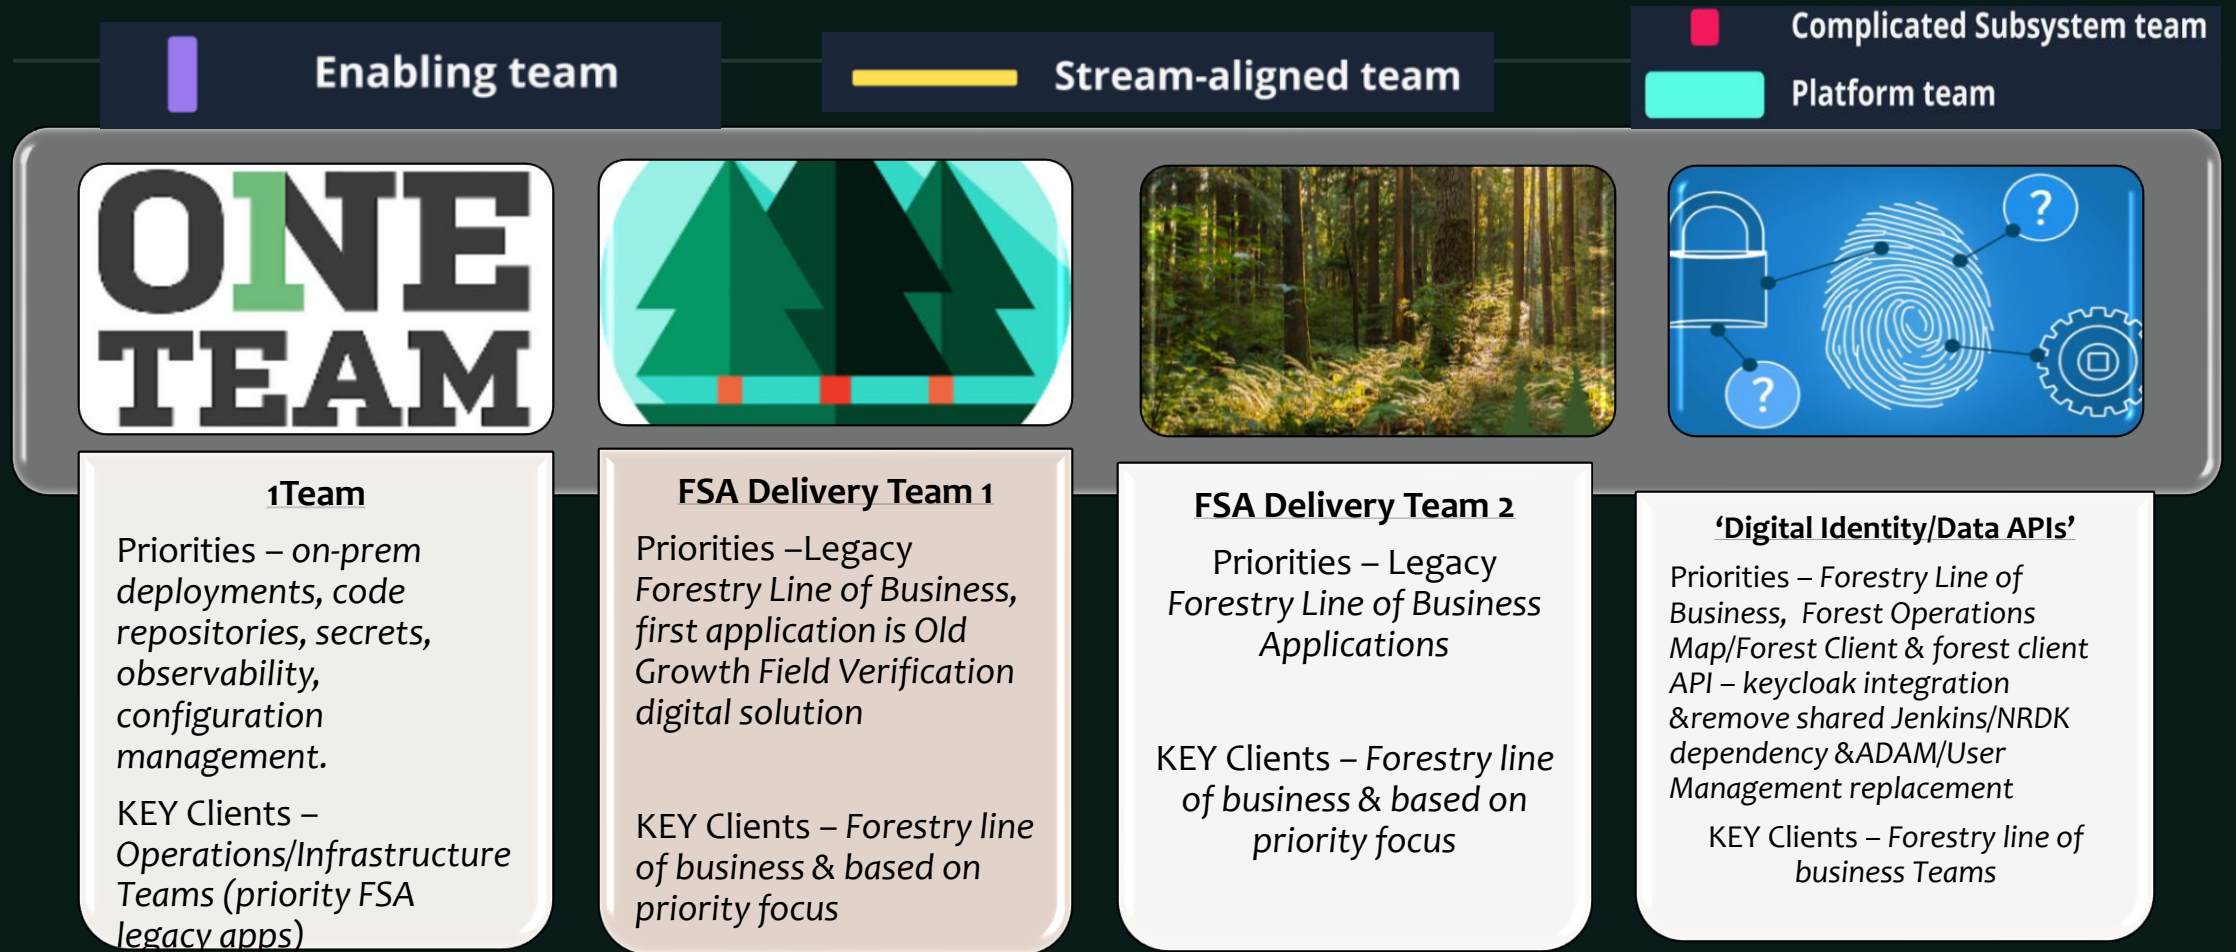 Enabling team
Stream-aligned team
Complicated Subsystem team
Platform team
ONE
TEAM
?
?
1Team
Priorities – on-prem
deployments, code
repositories, secrets,
observability,
configuration
management.
KEY Clients –
Operations/Infrastructure
Teams (priority FSA
legacy apps)
FSA Delivery Team 1
Priorities –Legacy
Forestry Line of Business,
first application is Old
Growth Field Verification
digital solution
KEY Clients – Forestry line
of business & based on
priority focus
FSA Delivery Team 2
Priorities – Legacy
Forestry Line of Business
Applications
KEY Clients – Forestry line
of business & based on
priority focus
‘Digital Identity/Data APIs’
Priorities – Forestry Line of
Business,  Forest Operations
Map/Forest Client & forest client
API – keycloak integration
&remove shared Jenkins/NRDK
dependency &ADAM/User
Management replacement
KEY Clients – Forestry line of
business Teams